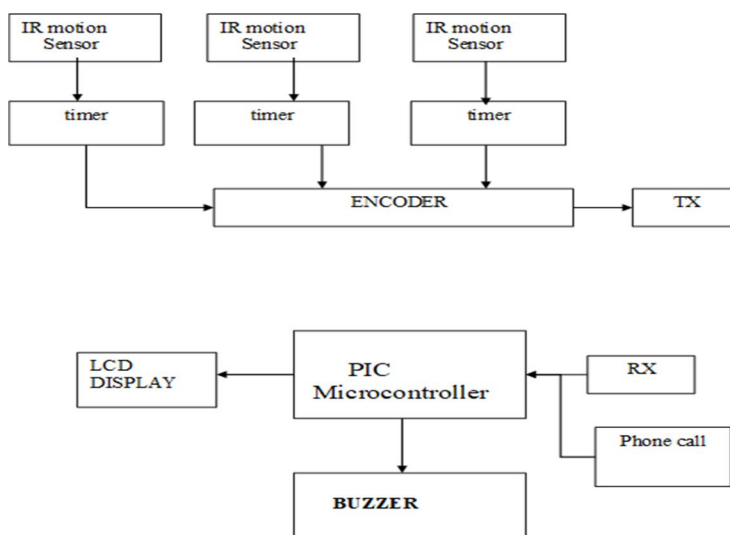 IR motion
Sensor
IR motion
Sensor
IR motion
Sensor
timer
timer
timer
ENCODER
TX
LCD
DISPLAY
PIC
Microcontroller
RX
Phone call
BUZZER